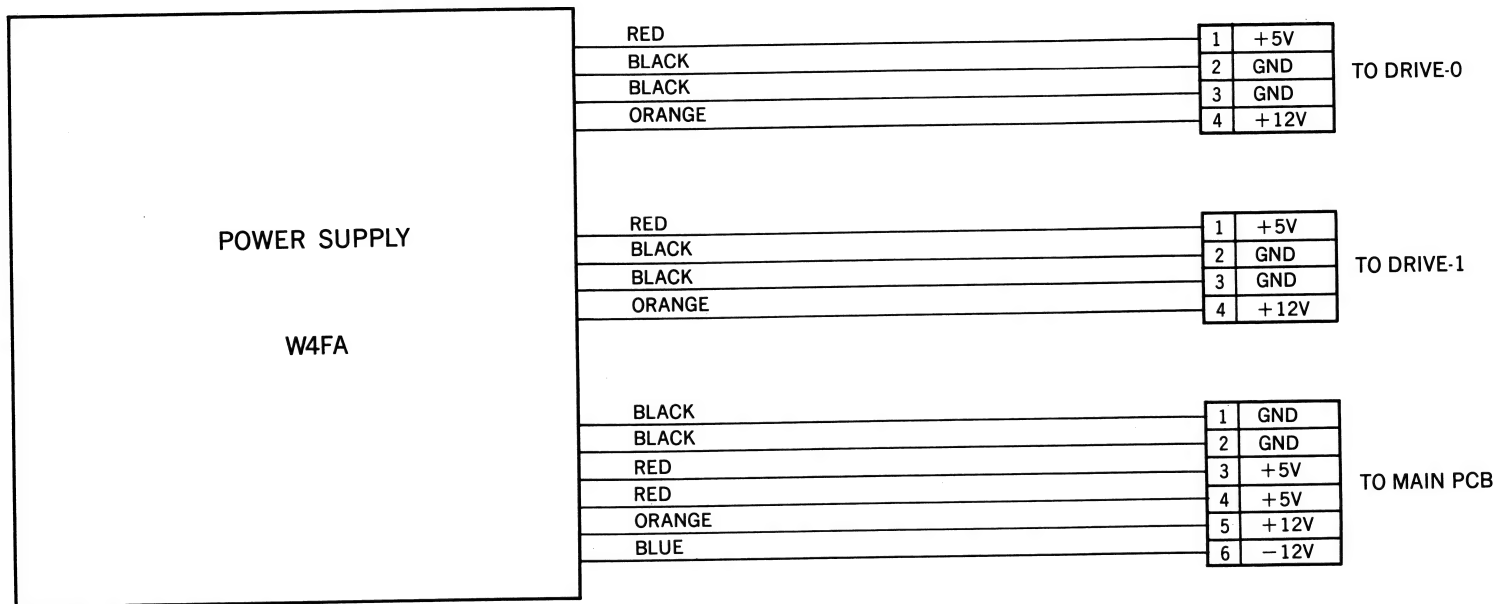 POWER SUPPLY
W4FA
RED 1 +5V
BLACK 2 GND
BLACK 3 GND
ORANGE 4 +12V
TO DRIVE-0
RED 1 +5V
BLACK 2 GND
BLACK 3 GND
ORANGE 4 +12V
TO DRIVE-1
BLACK 1 GND
BLACK 2 GND
RED 3 +5V
RED 4 +5V
ORANGE 5 +12V
BLUE 6 −12V
TO MAIN PCB